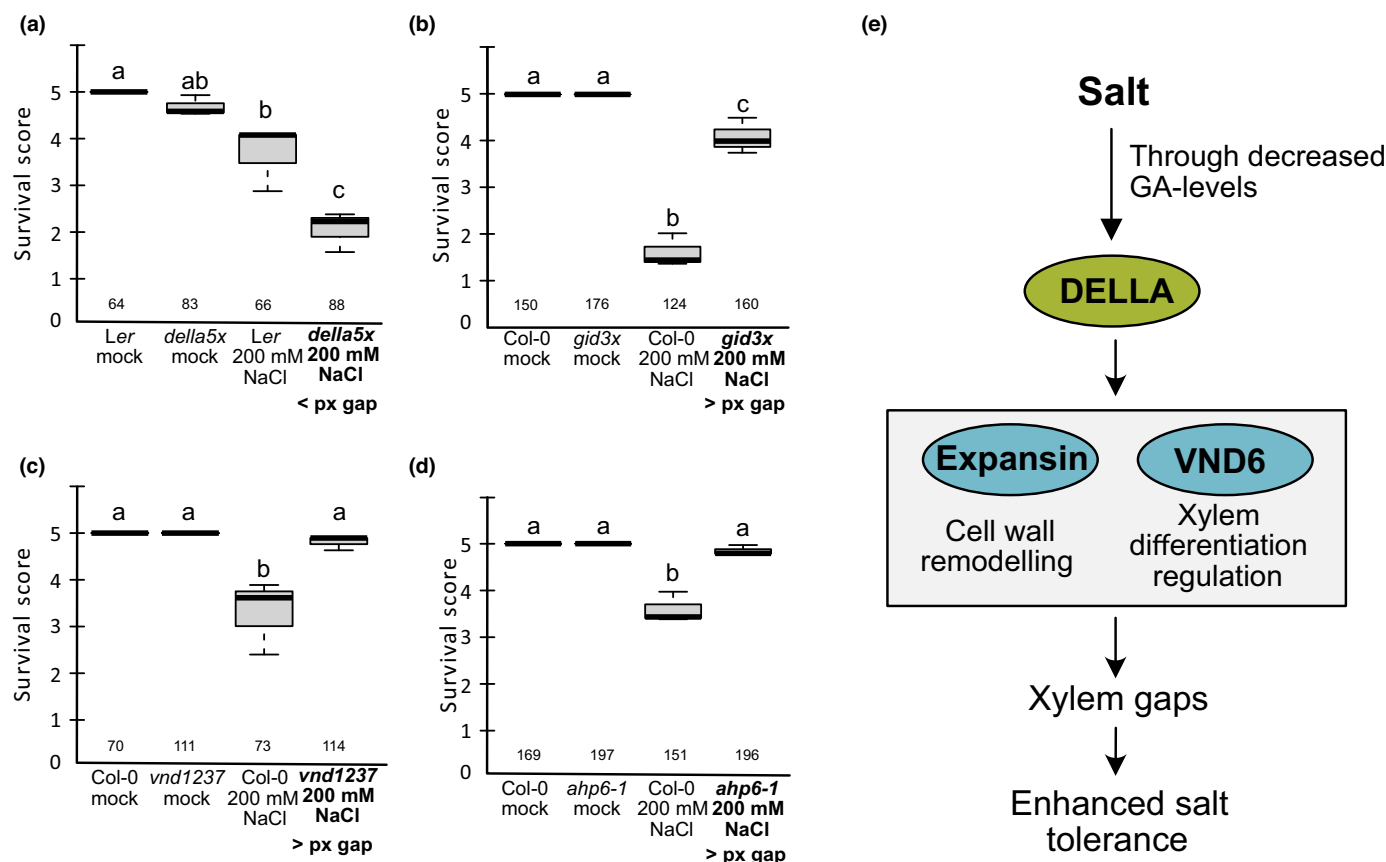 (a)
Survival score
5
4
3
2
1
0
a
ab
b
c
64
83
66
88
Ler
mock
della5x
mock
Ler
200 mM
NaCl
della5x
200 mM
NaCl
< px gap
(b)
Survival score
5
4
3
2
1
0
a
a
b
c
150
176
124
160
Col-0
mock
gid3x
mock
Col-0
200 mM
NaCl
gid3x
200 mM
NaCl
> px gap
(c)
Survival score
5
4
3
2
1
0
a
a
b
a
70
111
73
114
Col-0
mock
vnd1237
mock
Col-0
200 mM
NaCl
vnd1237
200 mM
NaCl
> px gap
(d)
Survival score
5
4
3
2
1
0
a
a
b
a
169
197
151
196
Col-0
mock
ahp6-1
mock
Col-0
200 mM
NaCl
ahp6-1
200 mM
NaCl
> px gap
(e)
Salt
Through decreased
GA-levels
DELLA
Expansin
VND6
Cell wall
remodelling
Xylem
differentiation
regulation
Xylem gaps
Enhanced salt
tolerance